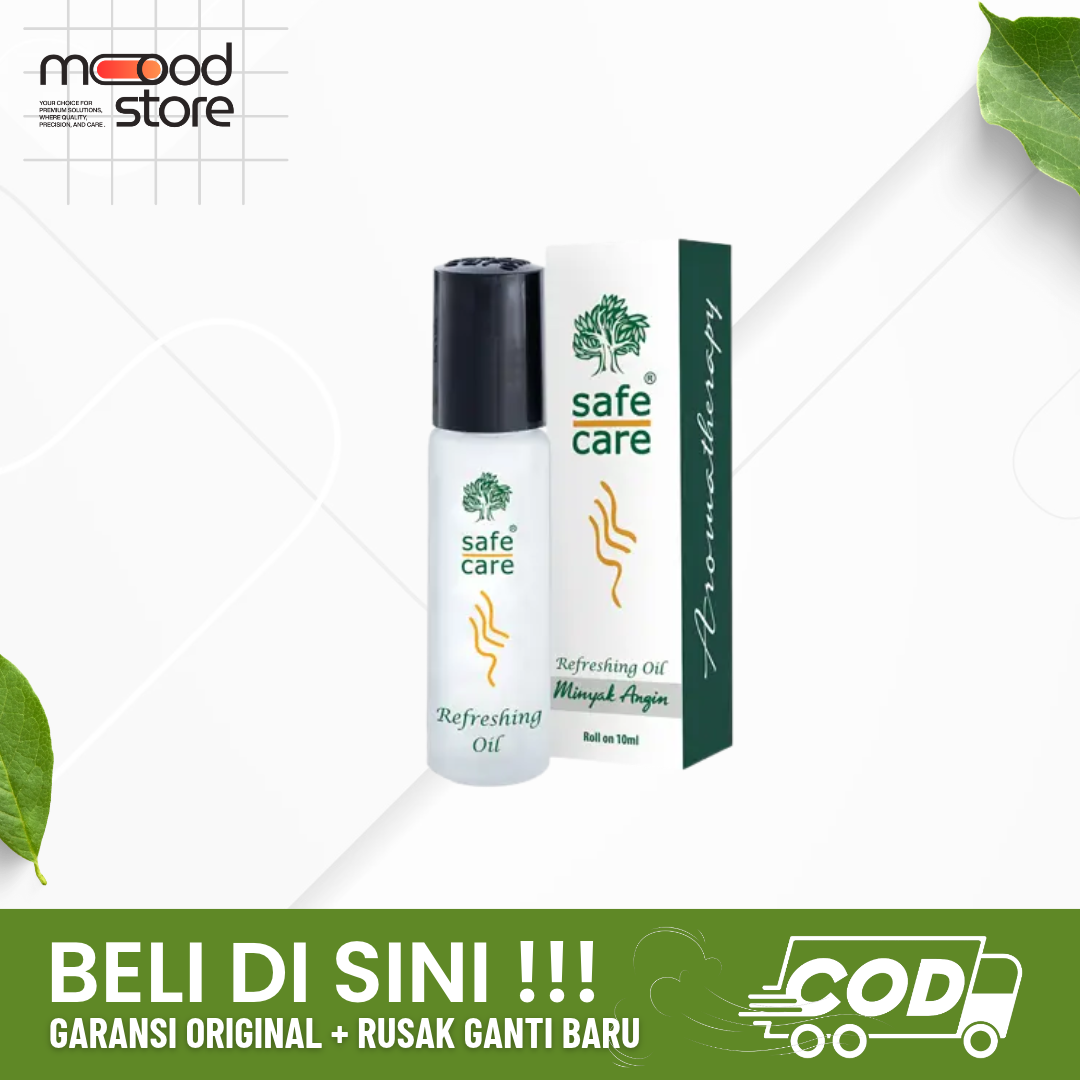 mood
store
YOUR CHOICE FOR
PREMIUM SOLUTIONS,
WHERE QUALITY,
PRECISION, AND CARE.
safe®
care
Refreshing Oil
Minyak Angin
Roll on 10ml
Aromatherapy
safe®
care
Refreshing
Oil
BELI DI SINI !!!
GARANSI ORIGINAL + RUSAK GANTI BARU
COD